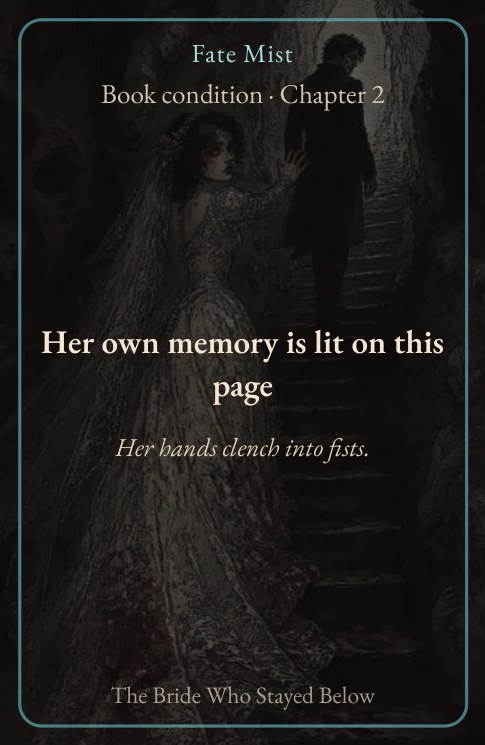 Fate Mist
Book condition · Chapter 2
Her own memory is lit on this
page
Her hands clench into fists.
The Bride Who Stayed Below